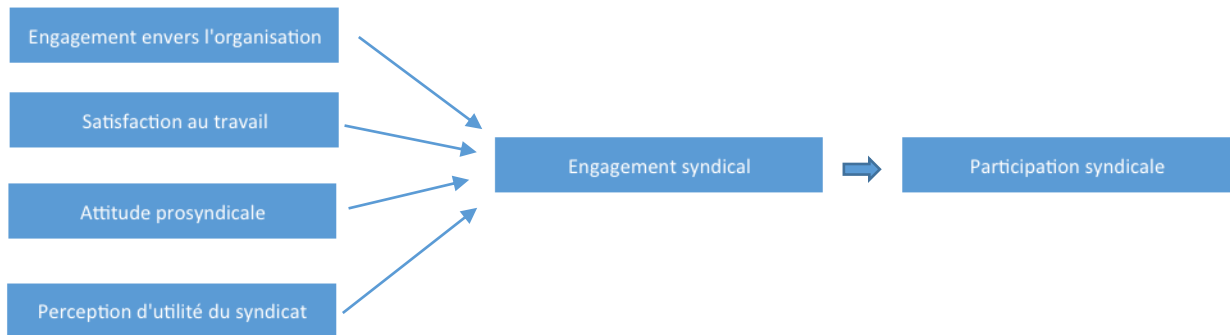 Engagement envers l'organisation
Satisfaction au travail
Attitude prosyndicale
Perception d'utilité du syndicat
Engagement syndical
Participation syndicale